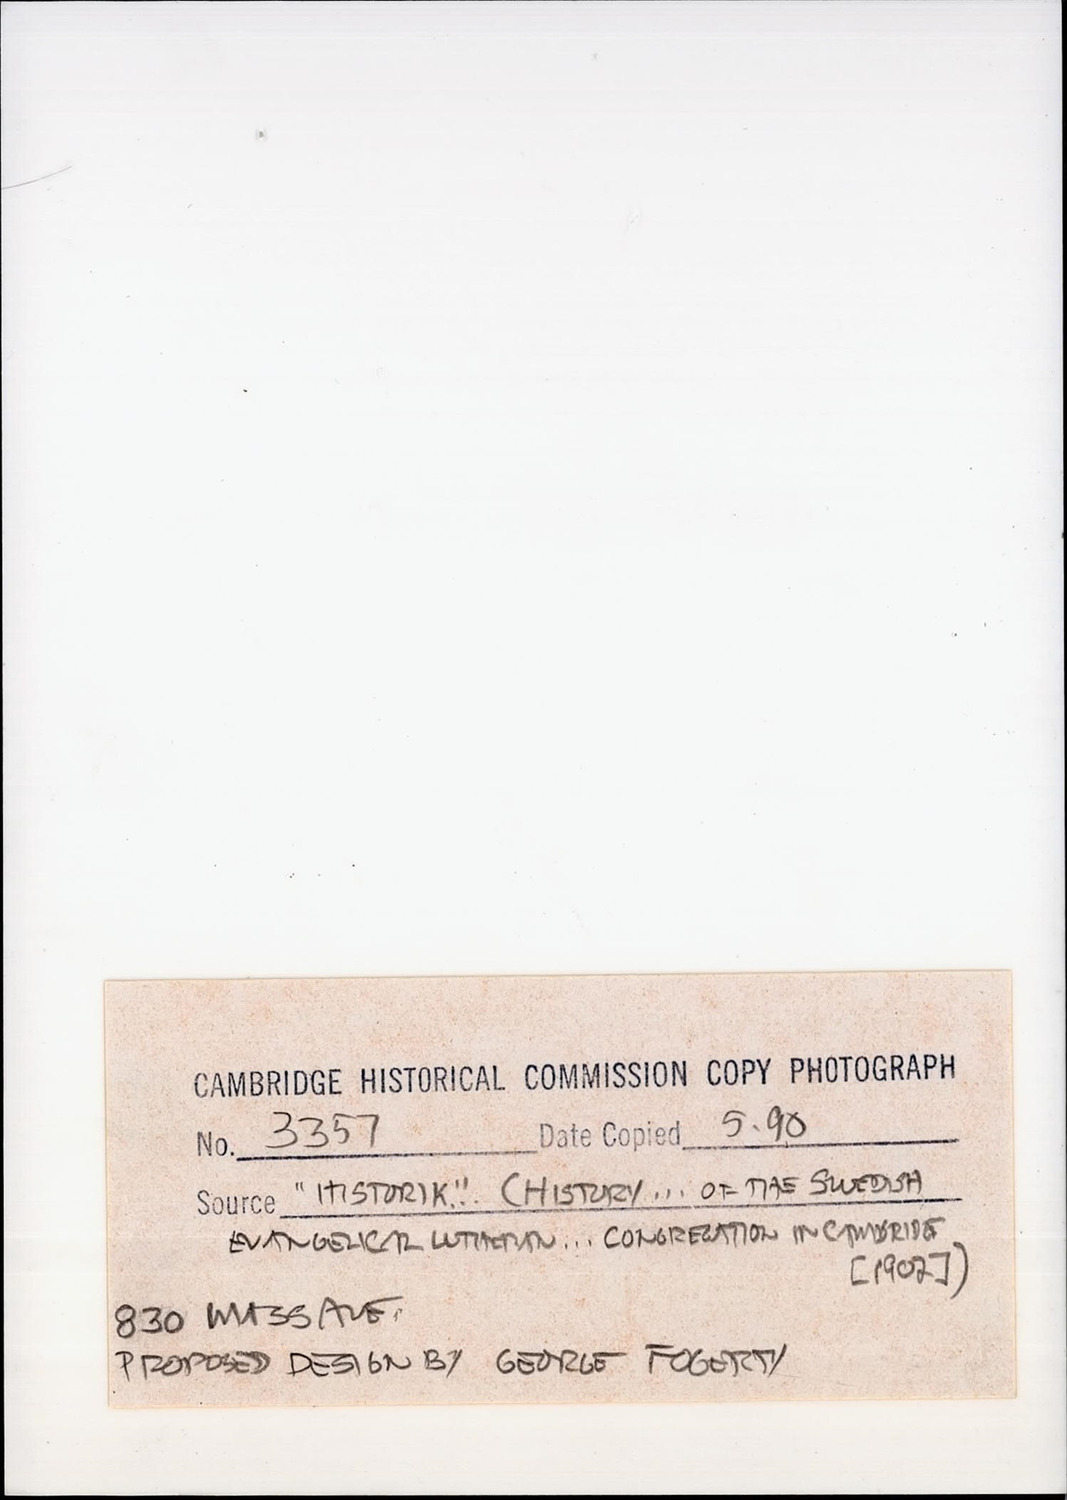 CAMBRIDGE HISTORICAL COMMISSION COPY PHOTOGRAPH
No. 3357 Date Copied 5.90
Source "HISTORIK". (HISTORY... OF THE SWEDISH
EVANGELICAL LUTHERAN... CONGREGATION IN CAMBRIDGE
[1902])
830 MASS AVE.
PROPOSED DESIGN BY GEORGE FOGERTY